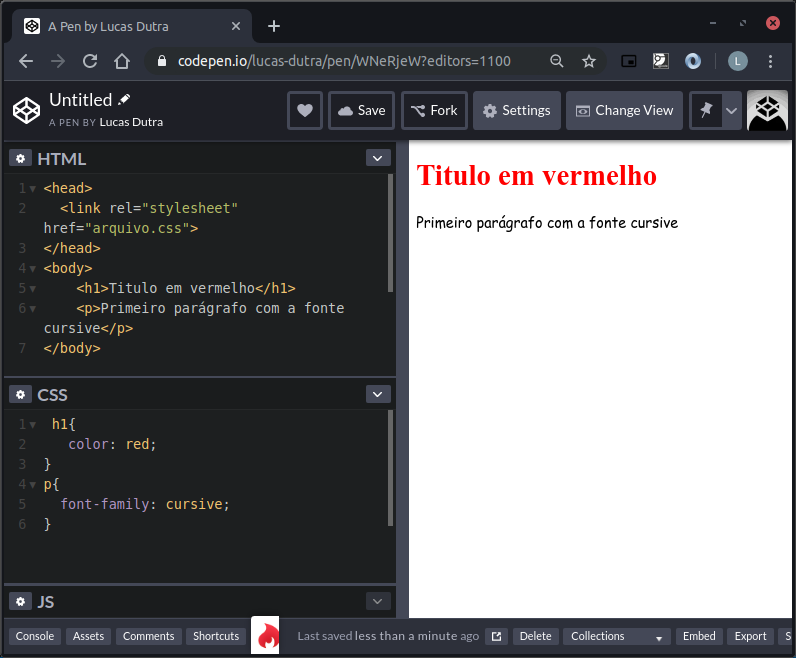 A Pen by Lucas Dutra
codepen.io/lucas-dutra/pen/WNeRjeW?editors=1100
L
Untitled
A PEN BY Lucas Dutra
Save
Fork
Settings
Change View
HTML
1 <head>
2 <link rel="stylesheet"
href="arquivo.css">
3 </head>
4 <body>
5 <h1>Titulo em vermelho</h1>
6 <p>Primeiro parágrafo com a fonte
cursive</p>
7 </body>
CSS
1 h1{
2 color: red;
3 }
4 p{
5 font-family: cursive;
6 }
JS
Titulo em vermelho
Primeiro parágrafo com a fonte cursive
Console Assets Comments Shortcuts Last saved less than a minute ago Delete Collections Embed Export S